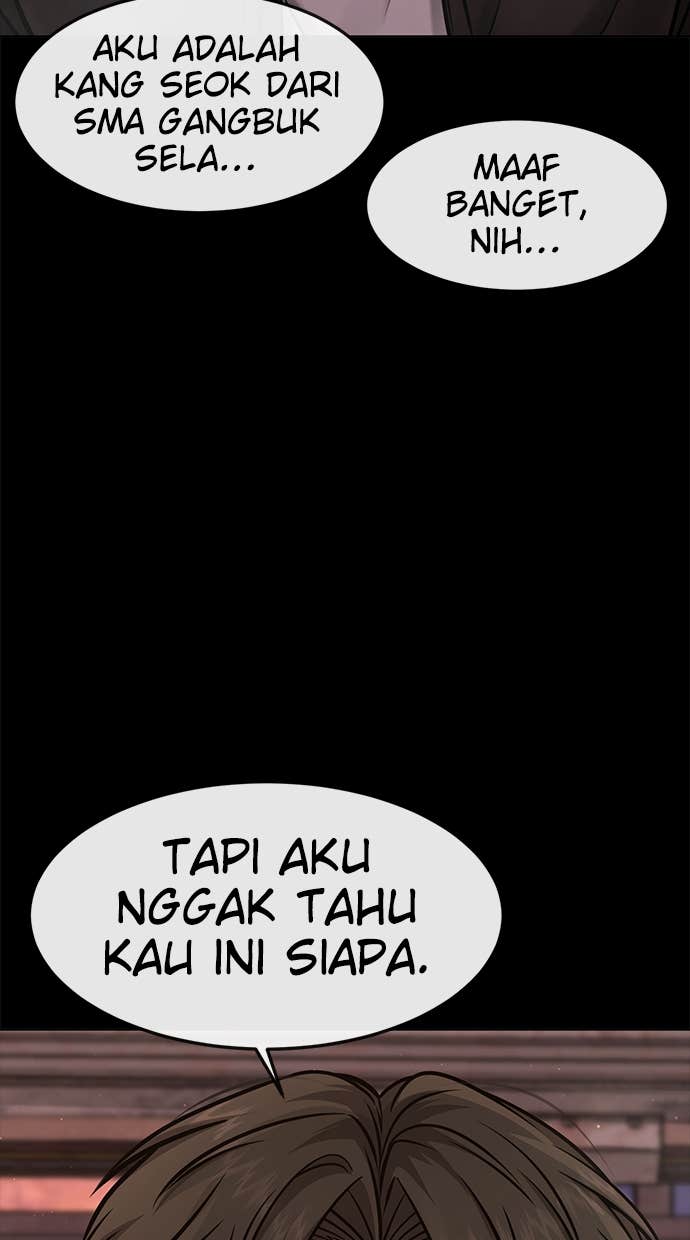 AKU ADALAH
KANG SEOK DARI
SMA GANGBUK
SELA...
MAAF
BANGET,
NIH...
TAPI AKU
NGGAK TAHU
KAU INI SIAPA.